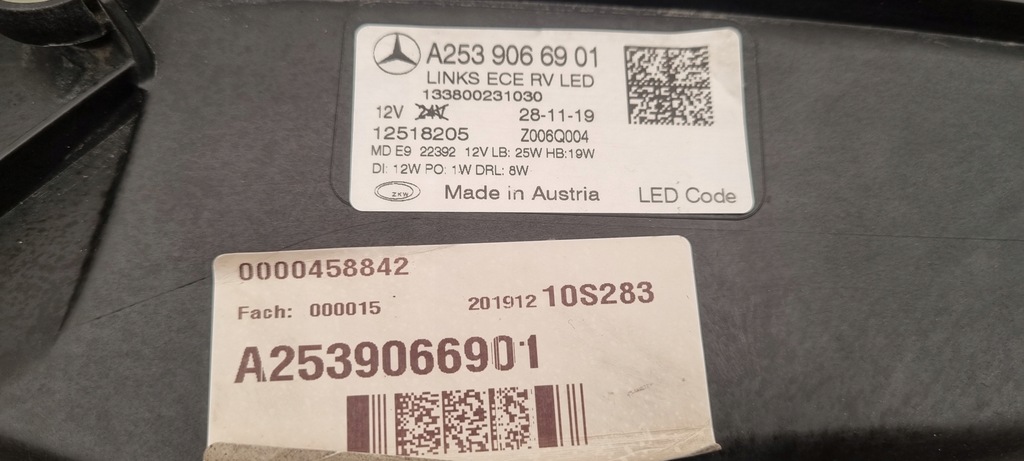 A253 906 69 01
LINKS ECE RV LED
133800231030
12V 24V 28-11-19
12518205 Z006Q004
MD E9 22392 12V LB: 25W HB:19W
DI: 12W PO: 1W DRL: 8W
ZKW Made in Austria LED Code
0000458842
Fach: 000015 201912 10S283
A2539066901